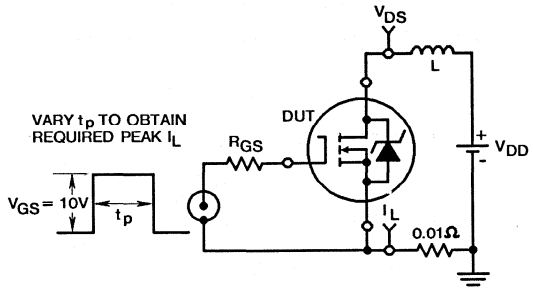 VDS
L
DUT
VARY tp TO OBTAIN
REQUIRED PEAK IL
RGS
+
VDD
-
VGS = 10V
tp
IL
0.01Ω